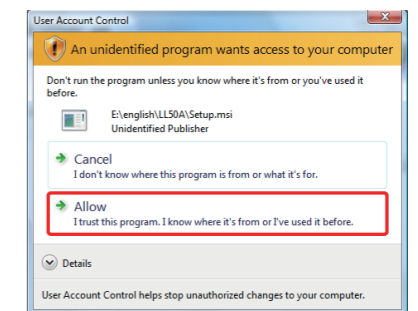 User Account Control
An unidentified program wants access to your computer
Don't run the program unless you know where it's from or you've used it
before.
E:\english\LL50A\Setup.msi
Unidentified Publisher
Cancel
I don't know where this program is from or what it's for.
Allow
I trust this program. I know where it's from or I've used it before.
Details
User Account Control helps stop unauthorized changes to your computer.